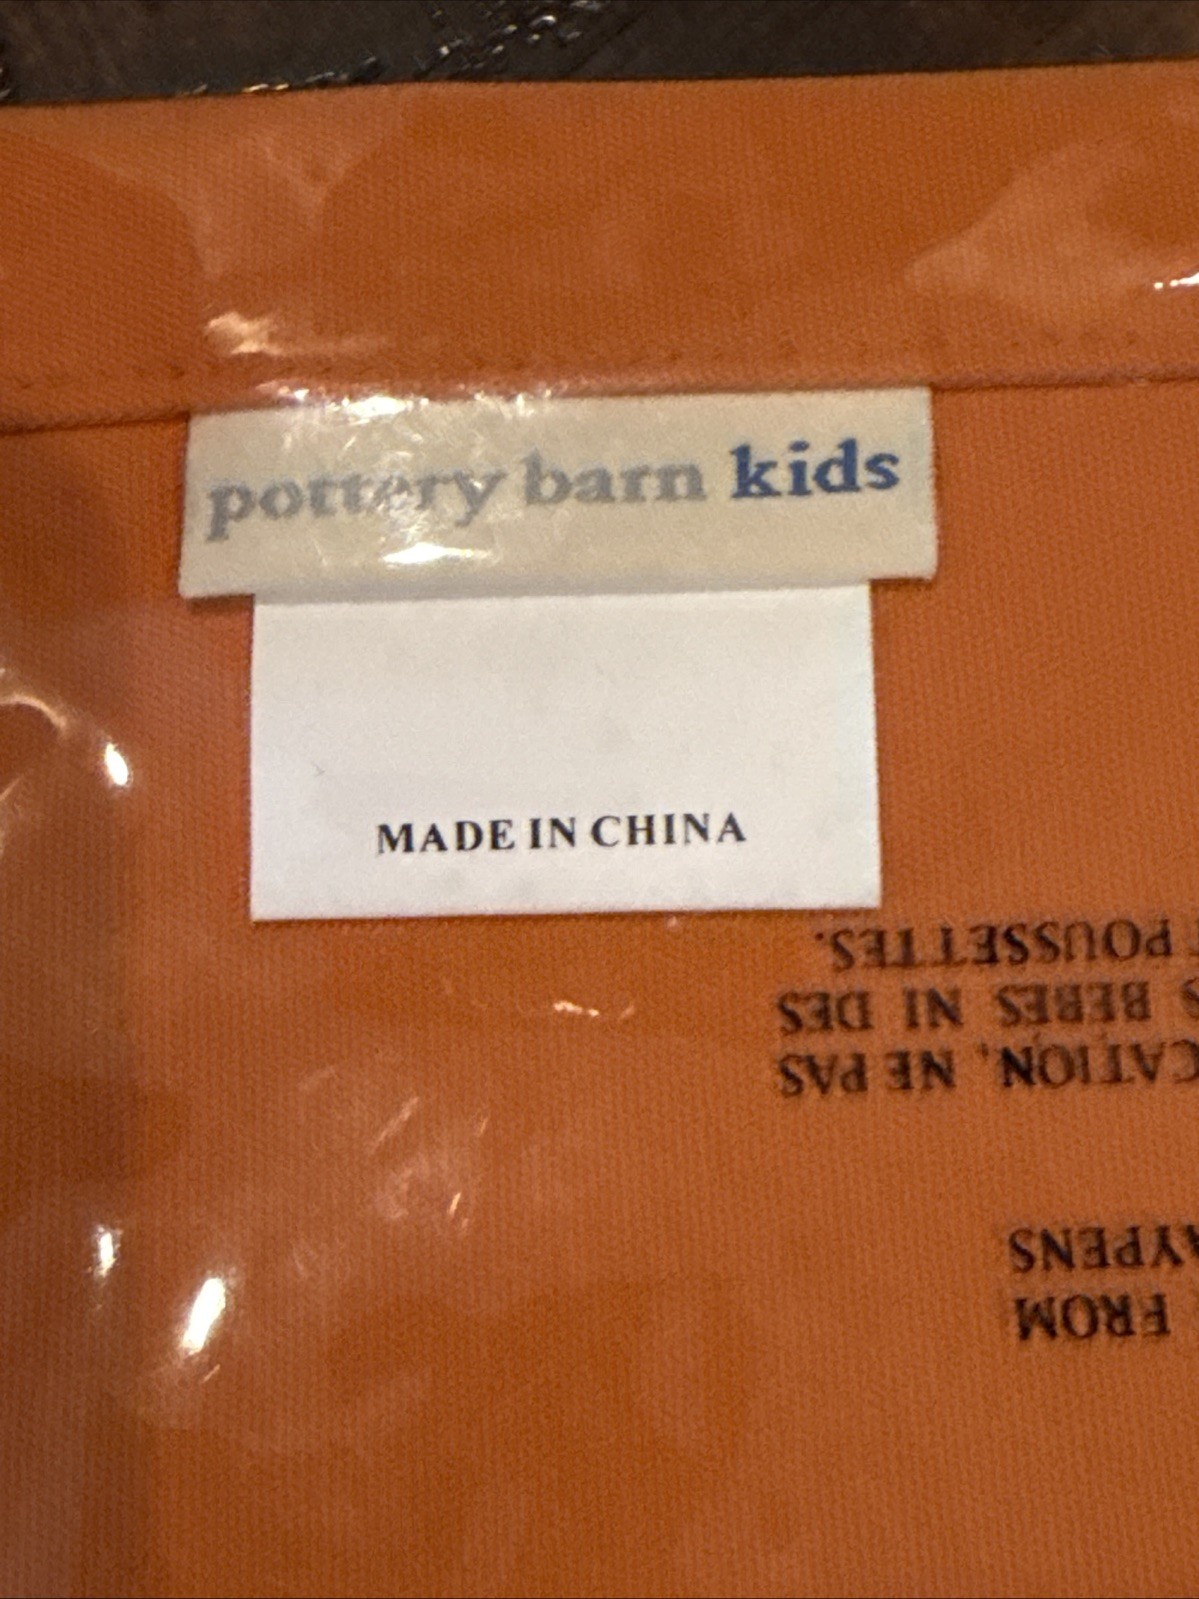 pottery barn kids
MADE IN CHINA
FROM
AYPENS
CATION, NE PAS
S BEBES NI DES
T POUSSETTES.